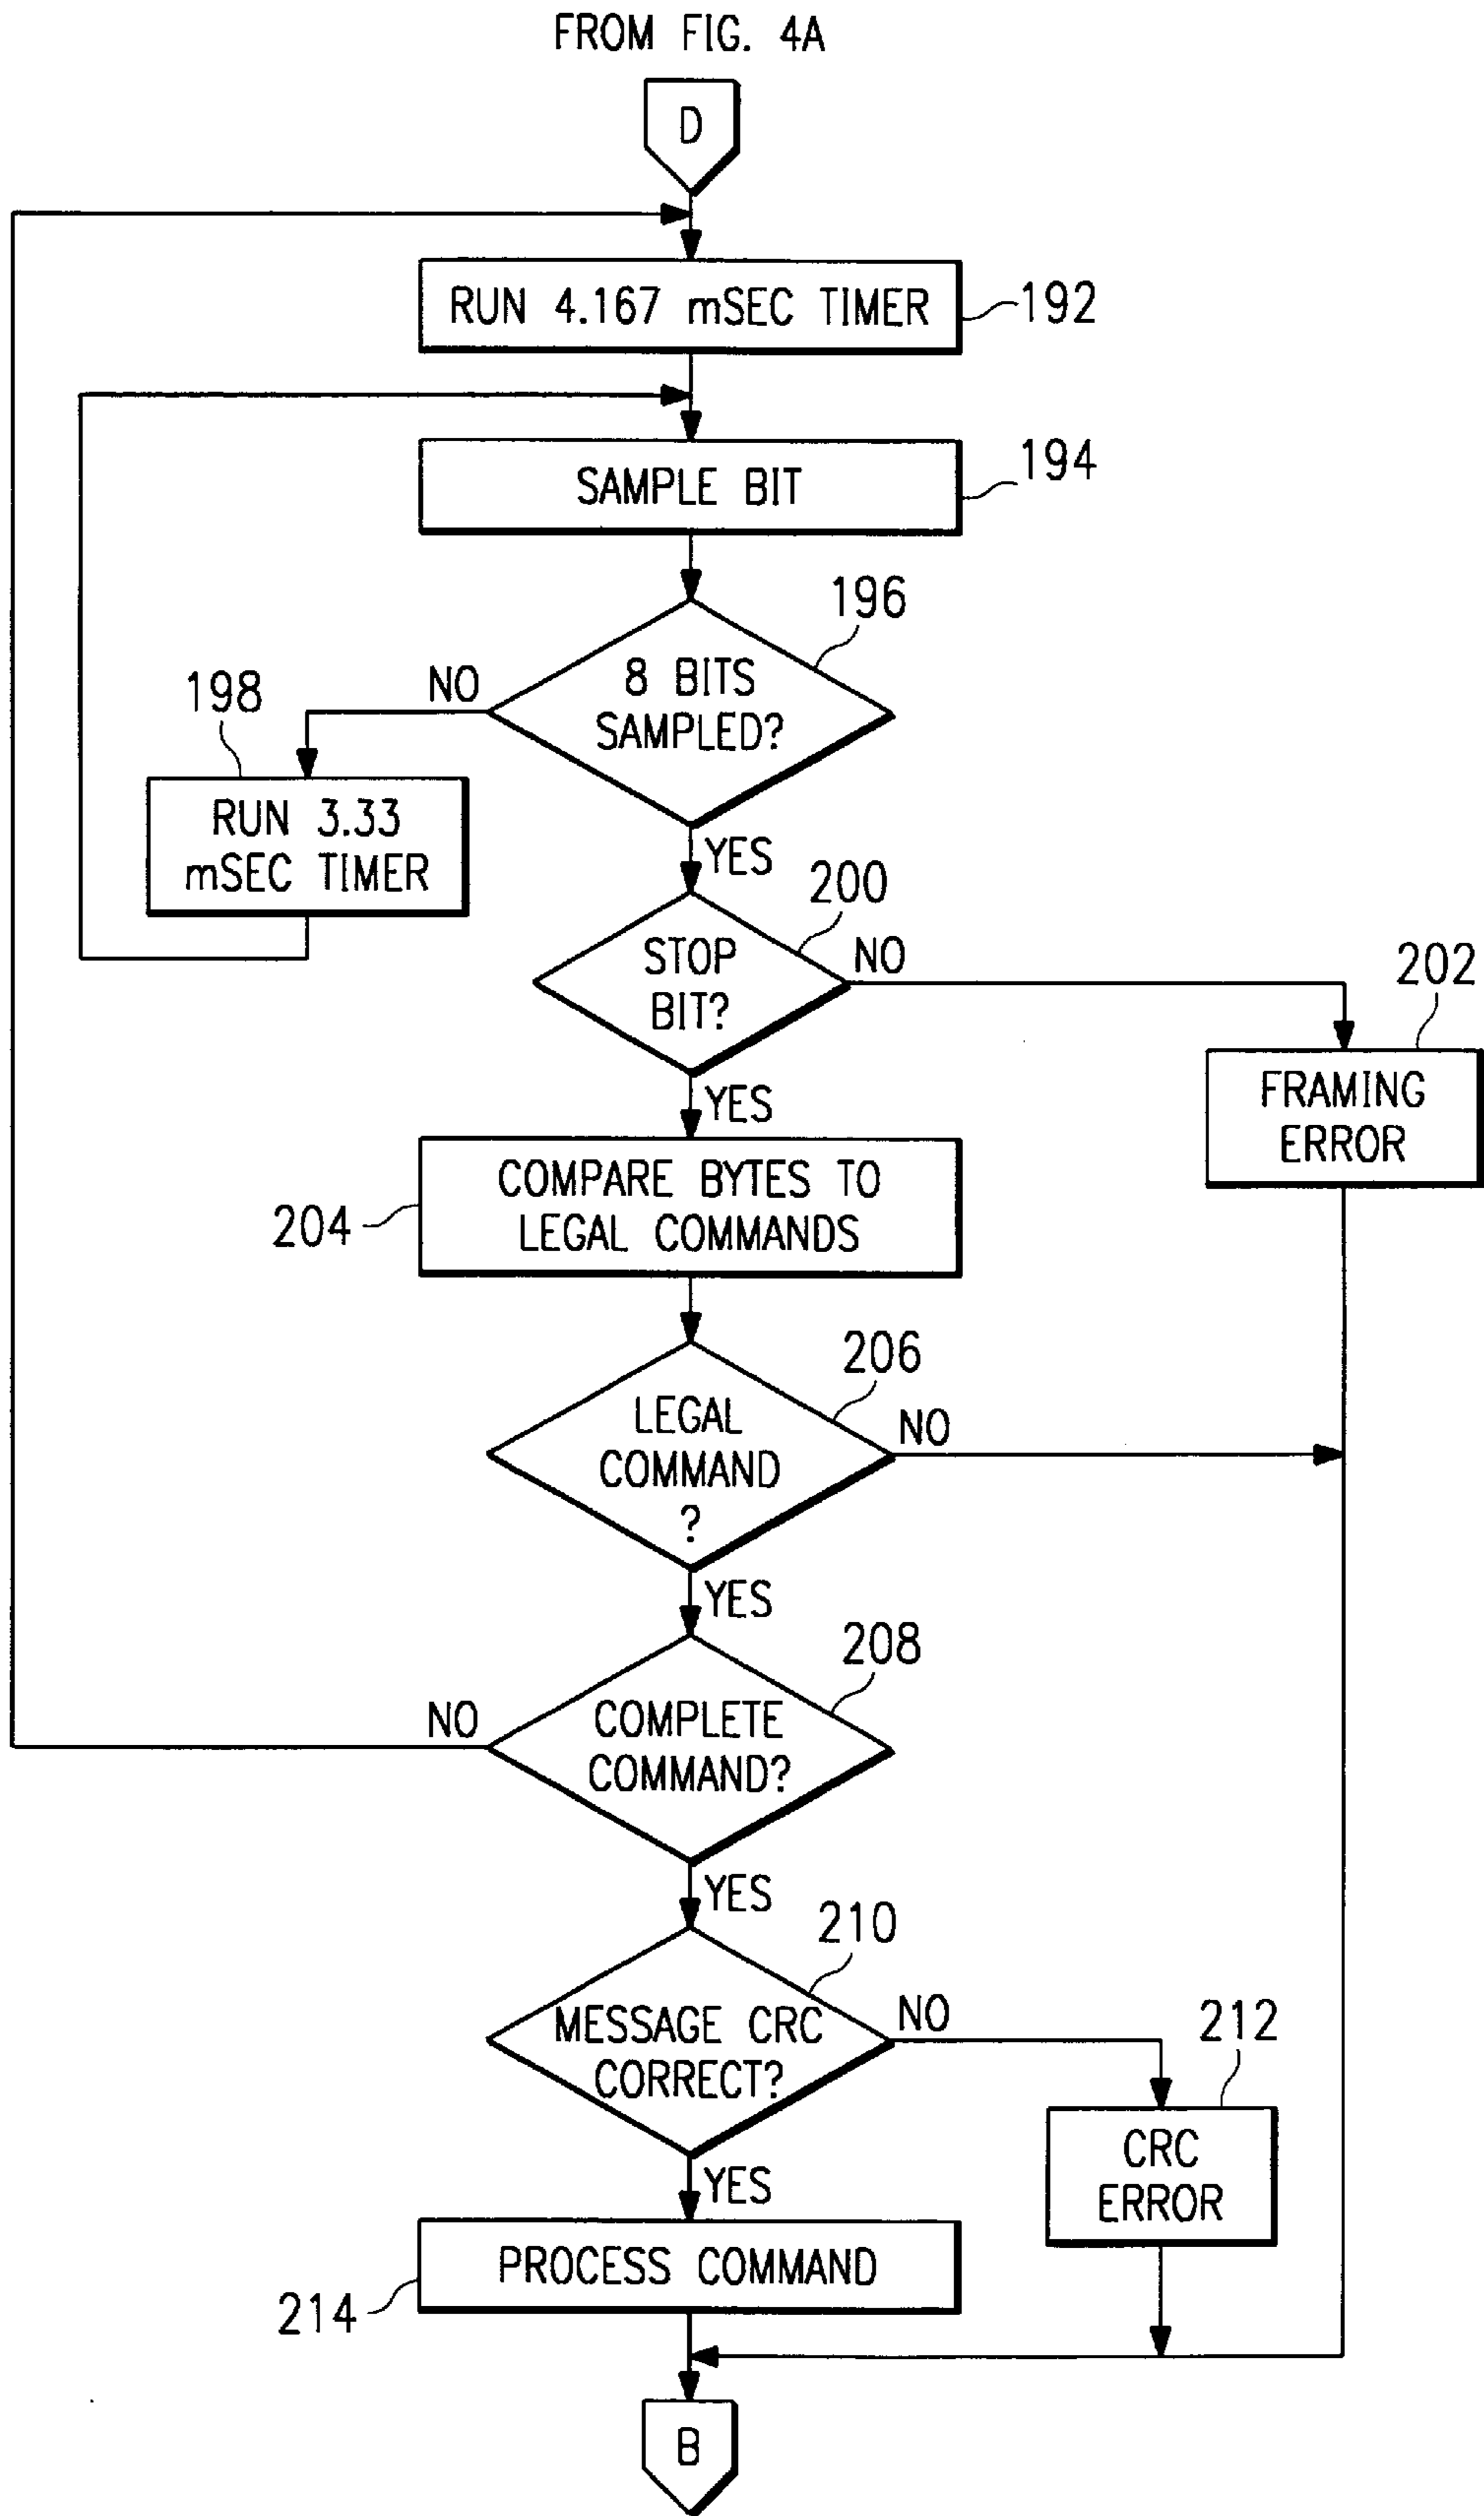 FROM FIG. 4A
D
RUN 4.167 mSEC TIMER
192
SAMPLE BIT
194
196
8 BITS
SAMPLED?
NO
198
RUN 3.33
mSEC TIMER
YES
200
STOP
BIT?
NO
202
FRAMING
ERROR
YES
COMPARE BYTES TO
LEGAL COMMANDS
204
206
LEGAL
COMMAND
?
NO
YES
208
COMPLETE
COMMAND?
NO
YES
210
MESSAGE CRC
CORRECT?
NO
212
CRC
ERROR
YES
PROCESS COMMAND
214
B